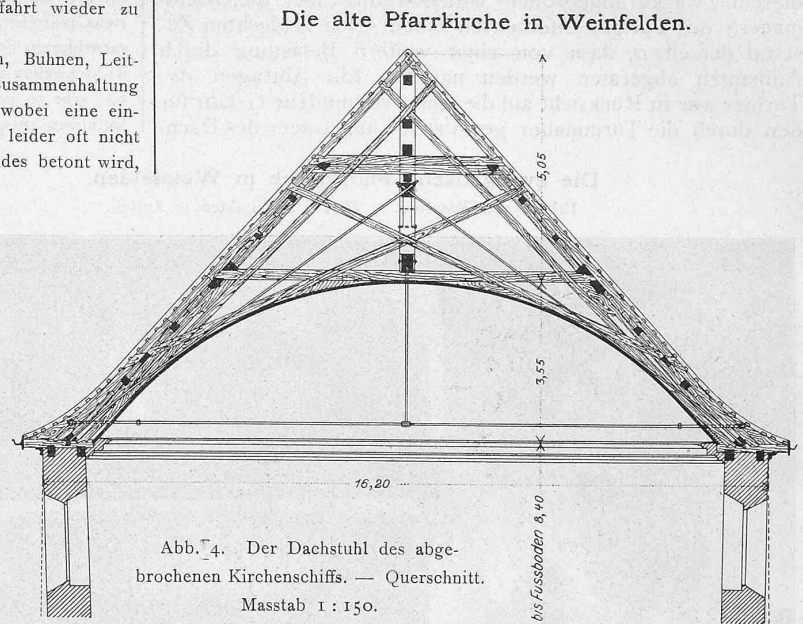 fahrt wieder zu
Buhnen, Leit-
usammenhaltung
wobei eine ein-
leider oft nicht
des betont wird,
Die alte Pfarrkirche in Weinfelden.
5,05
3,55
16,20
bis Fussboden 8,40
Abb. 4. Der Dachstuhl des abge-
brochenen Kirchenschiffs. — Querschnitt.
Masstab 1 : 150.